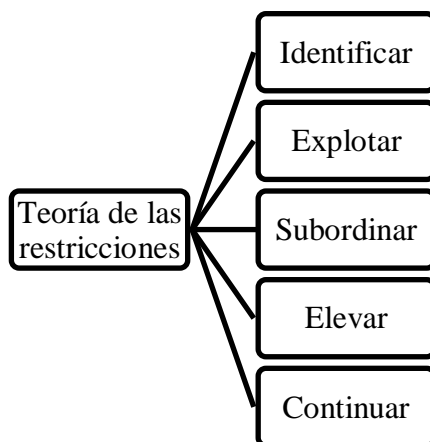 Identificar
Explotar
Teoría de las
restricciones
Subordinar
Elevar
Continuar